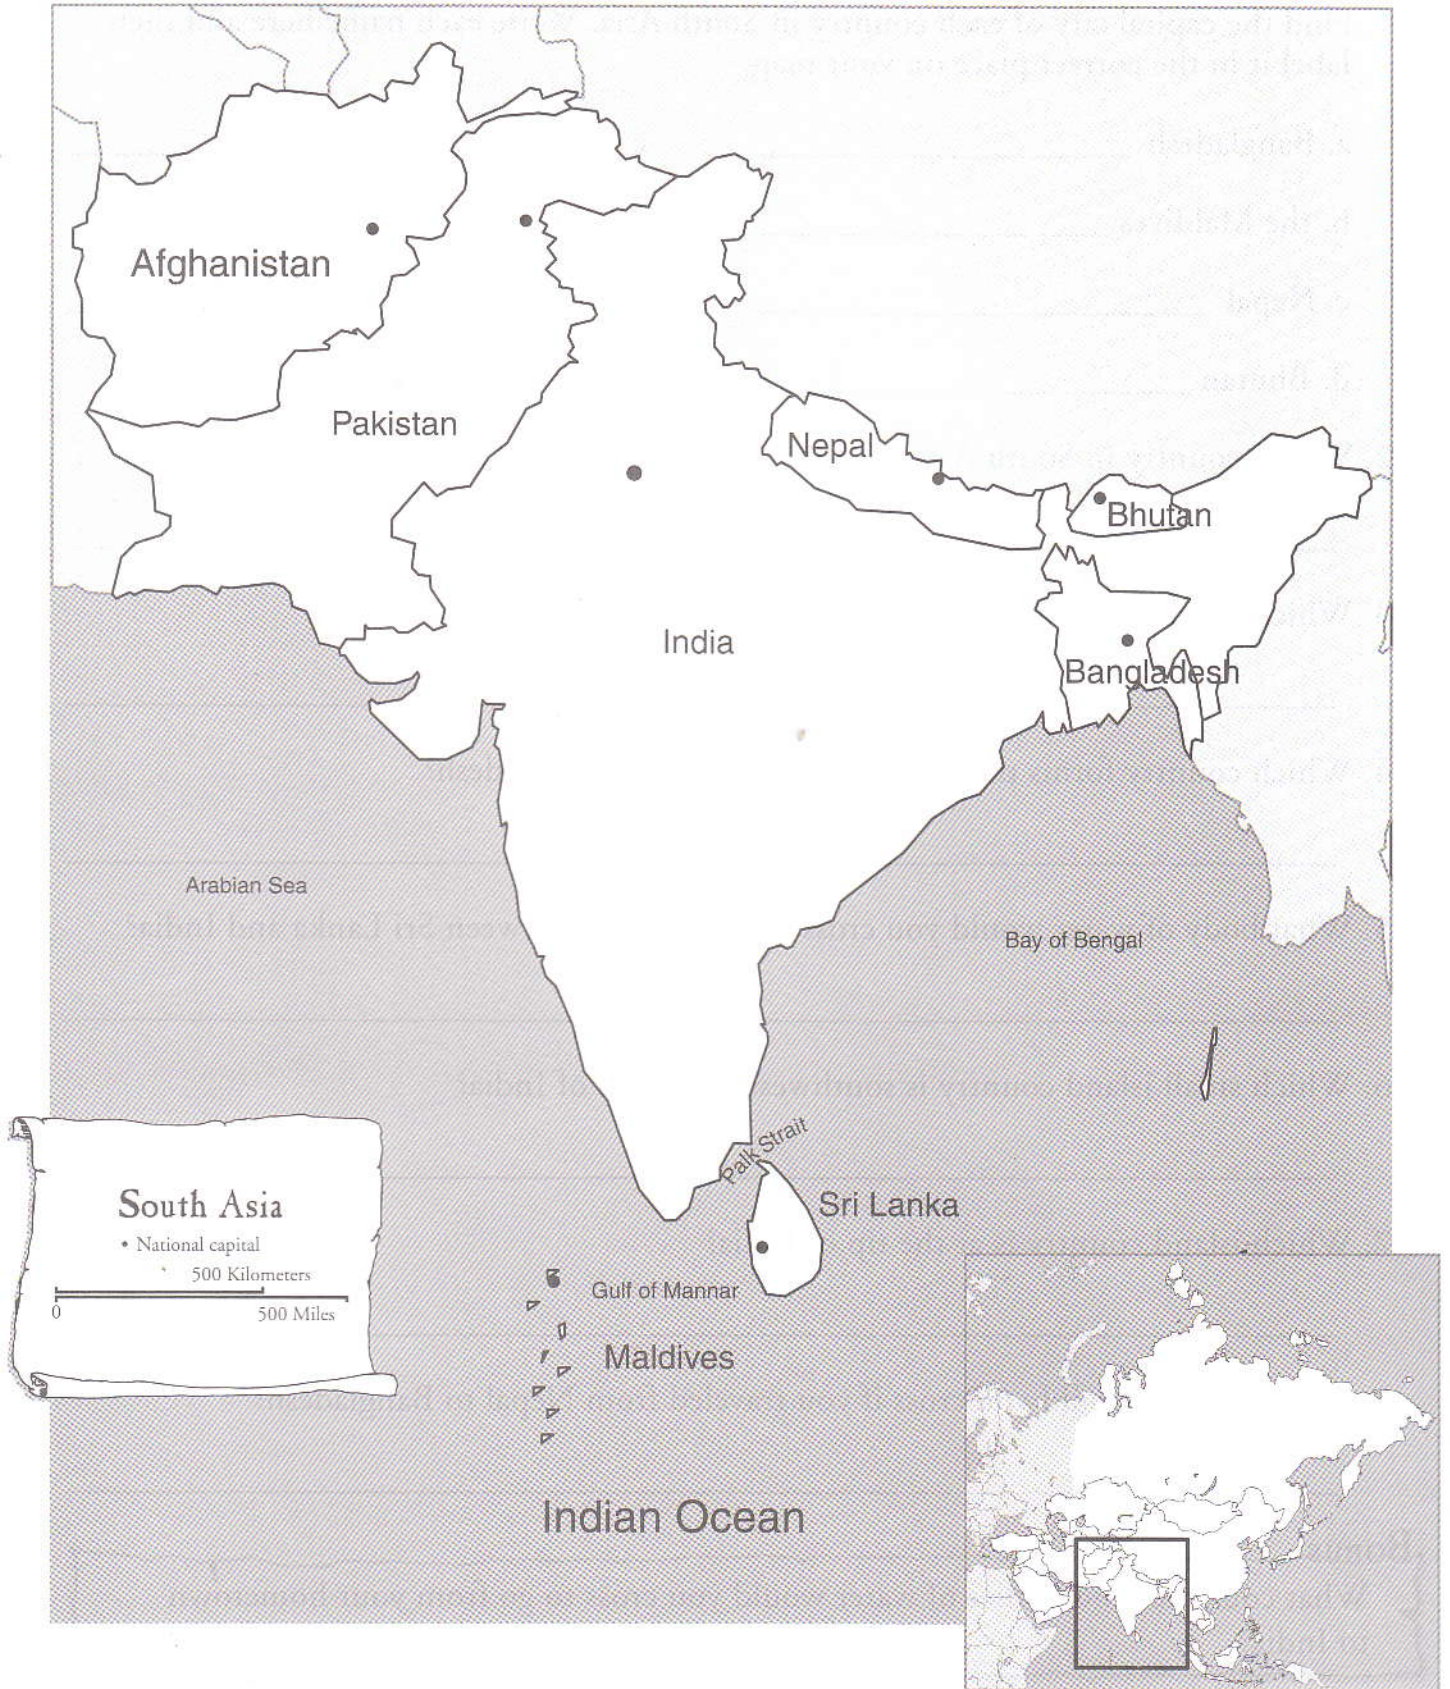 Afghanistan
Pakistan
Nepal
Bhutan
India
Bangladesh
Arabian Sea
Bay of Bengal
Palk Strait
South Asia
• National capital
500 Kilometers
0
500 Miles
Sri Lanka
Gulf of Mannar
Maldives
Indian Ocean